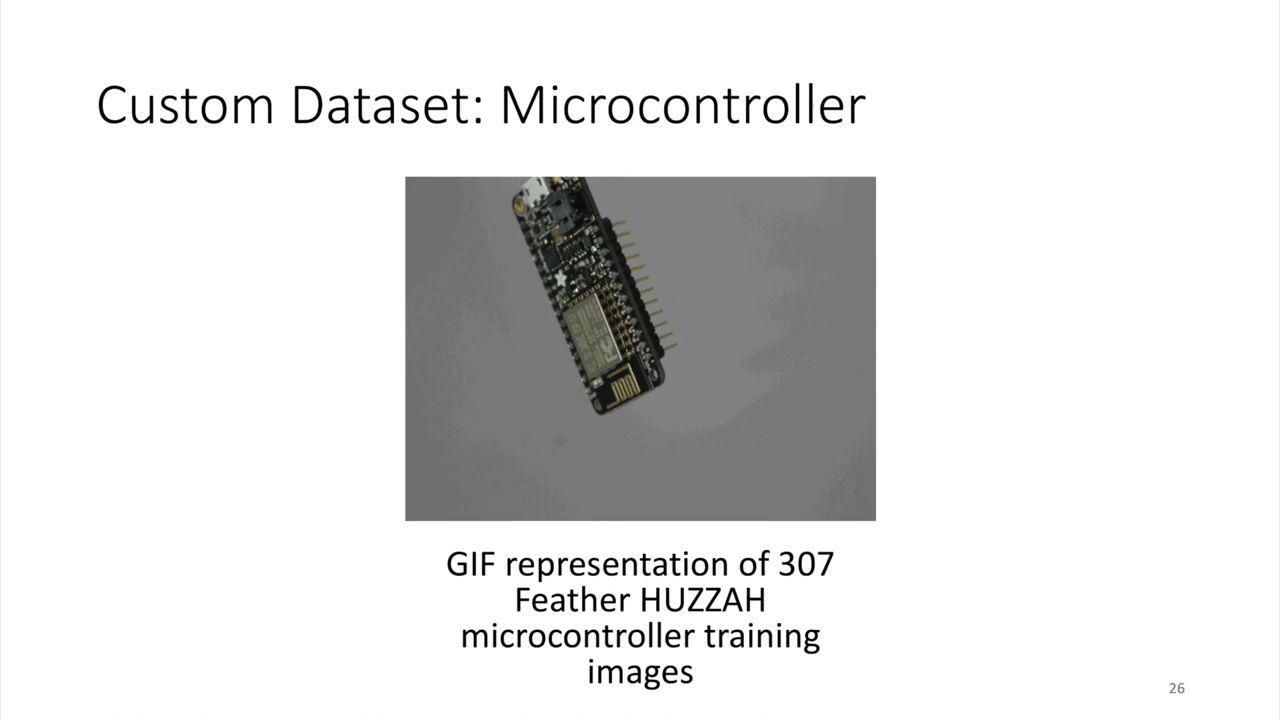 Custom Dataset: Microcontroller
GIF representation of 307
Feather HUZZAH
microcontroller training
images
26